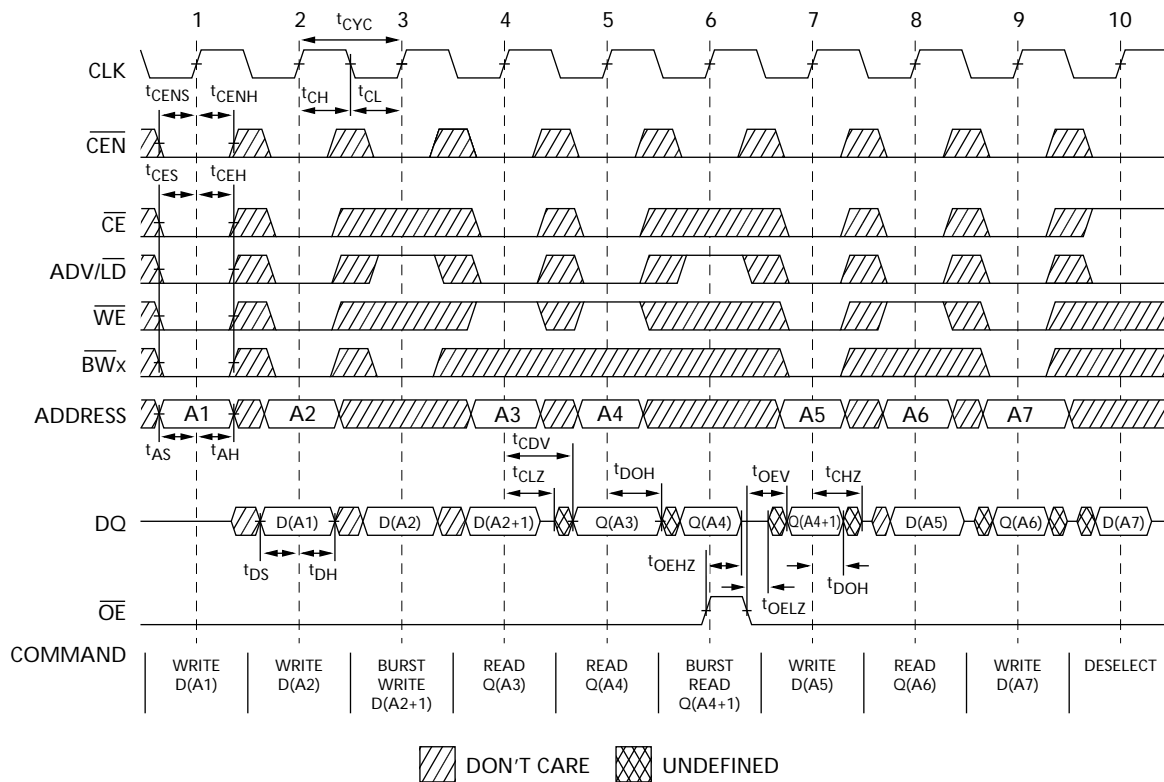 1 2 3 4 5 6 7 8 9 10
tCYC
CLK
tCENS tCENH tCH tCL
CEN
tCES tCEH
CE
ADV/LD
WE
BWx
ADDRESS A1 A2 A3 A4 A5 A6 A7
tAS tAH tCDV
tCLZ tDOH tOEV tCHZ
DQ D(A1) D(A2) D(A2+1) Q(A3) Q(A4) Q(A4+1) D(A5) Q(A6) D(A7)
tDS tDH tOEHZ tDOH
tOELZ
OE
COMMAND
WRITE D(A1)
WRITE D(A2)
BURST WRITE D(A2+1)
READ Q(A3)
READ Q(A4)
BURST READ Q(A4+1)
WRITE D(A5)
READ Q(A6)
WRITE D(A7)
DESELECT
DON'T CARE UNDEFINED